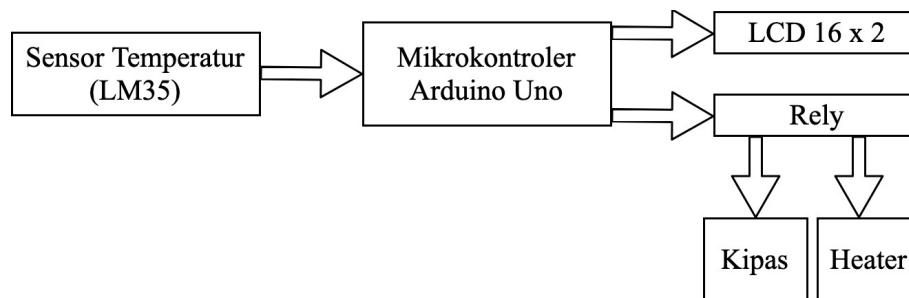 Sensor Temperatur
(LM35)
Mikrokontroler
Arduino Uno
LCD 16 x 2
Rely
Kipas
Heater